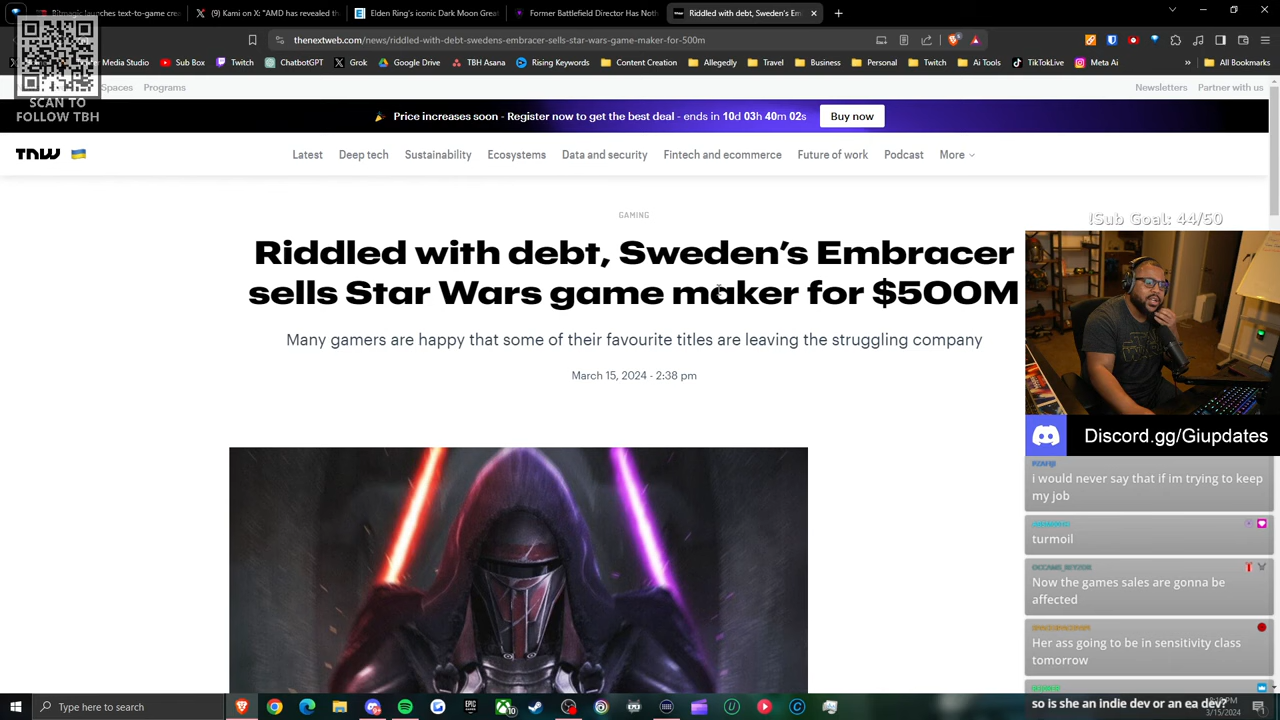 Ritmagic launches text-to-game crea
(9) Kami on X: "AMD has revealed th
Elden Ring's iconic Dark Moon Great
Former Battlefield Director Has Noth
Riddled with debt, Sweden's Em
thenextweb.com/news/riddled-with-debt-swedens-embracer-sells-star-wars-game-maker-for-500m
Media Studio
Sub Box
Twitch
ChatbotGPT
Grok
Google Drive
TBH Asana
Rising Keywords
Content Creation
Allegedly
Travel
Business
Personal
Twitch
Ai Tools
TikTokLive
Meta Ai
»
All Bookmarks
SCAN TO
FOLLOW TBH
Spaces
Programs
Newsletters
Partner with us
Price increases soon - Register now to get the best deal - ends in 10d 03h 40m 02s
Buy now
TNW
Latest
Deep tech
Sustainability
Ecosystems
Data and security
Fintech and ecommerce
Future of work
Podcast
More
GAMING
Riddled with debt, Sweden's Embracer
sells Star Wars game maker for $500M
Many gamers are happy that some of their favourite titles are leaving the struggling company
March 15, 2024 - 2:38 pm
!Sub Goal: 44/50
Discord.gg/Giupdates
i would never say that if im trying to keep
my job
turmoil
Now the games sales are gonna be
affected
Her ass going to be in sensitivity class
tomorrow
so is she an indie dev or an ea dev?
Type here to search
3/15/2024